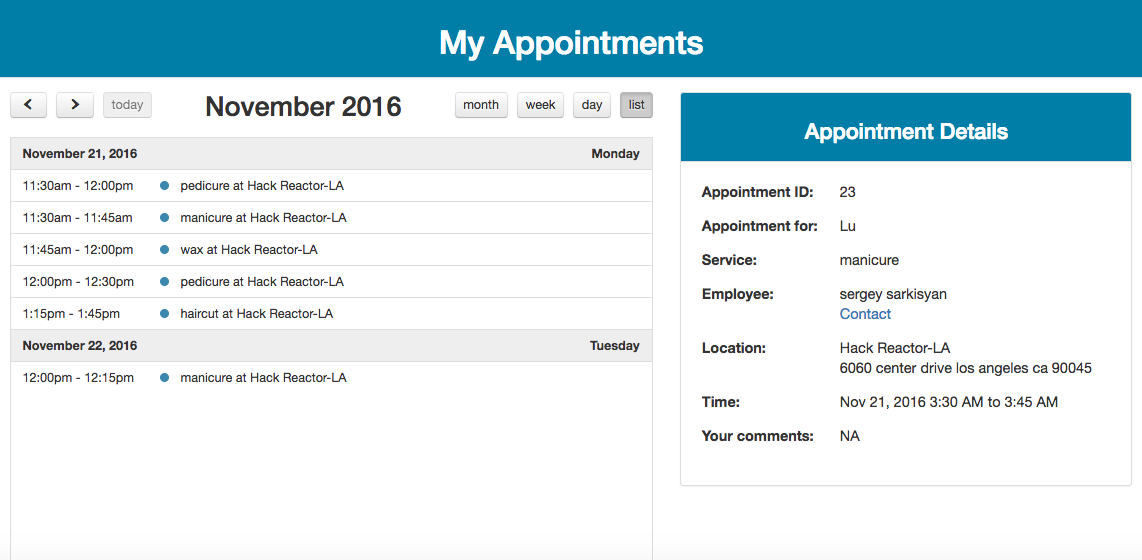 My Appointments
today
November 2016
month week day list
November 21, 2016 Monday
11:30am - 12:00pm pedicure at Hack Reactor-LA
11:30am - 11:45am manicure at Hack Reactor-LA
11:45am - 12:00pm wax at Hack Reactor-LA
12:00pm - 12:30pm pedicure at Hack Reactor-LA
1:15pm - 1:45pm haircut at Hack Reactor-LA
November 22, 2016 Tuesday
12:00pm - 12:15pm manicure at Hack Reactor-LA
Appointment Details
Appointment ID: 23
Appointment for: Lu
Service: manicure
Employee: sergey sarkisyan
Contact
Location: Hack Reactor-LA
6060 center drive los angeles ca 90045
Time: Nov 21, 2016 3:30 AM to 3:45 AM
Your comments: NA